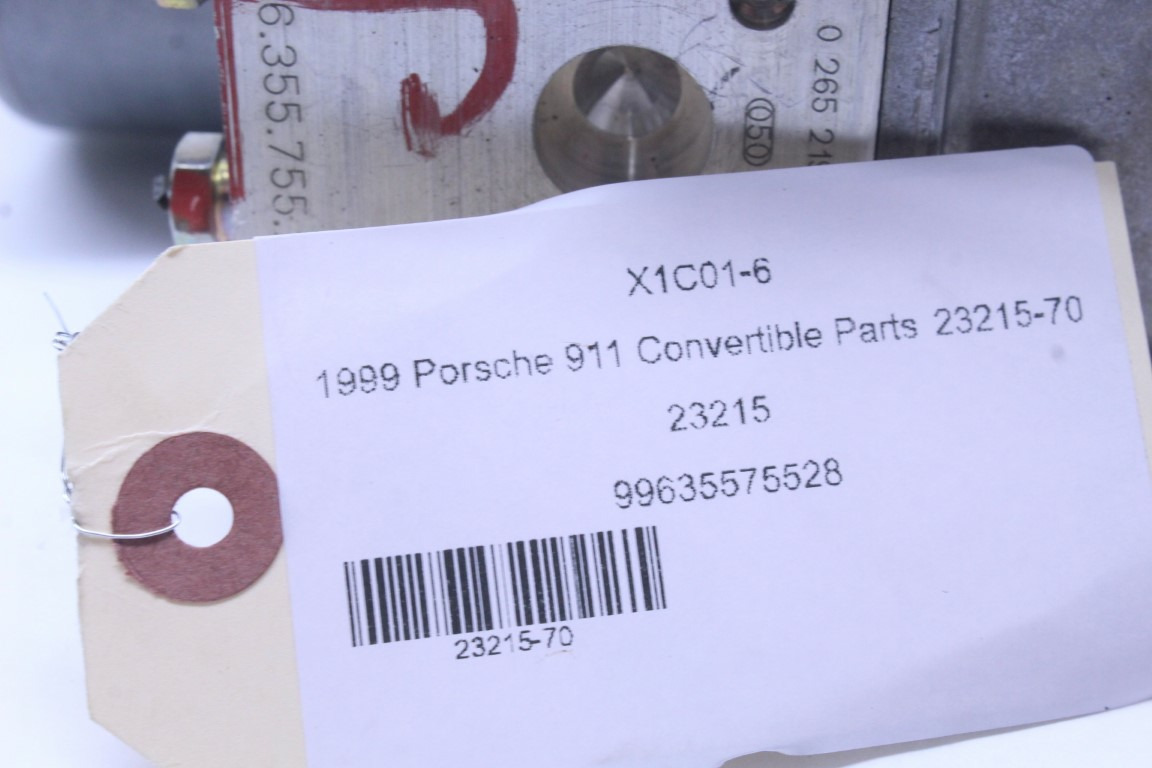 6.355.755.
0 265 219
050
X1C01-6
1999 Porsche 911 Convertible Parts 23215-70
23215
99635575528
23215-70